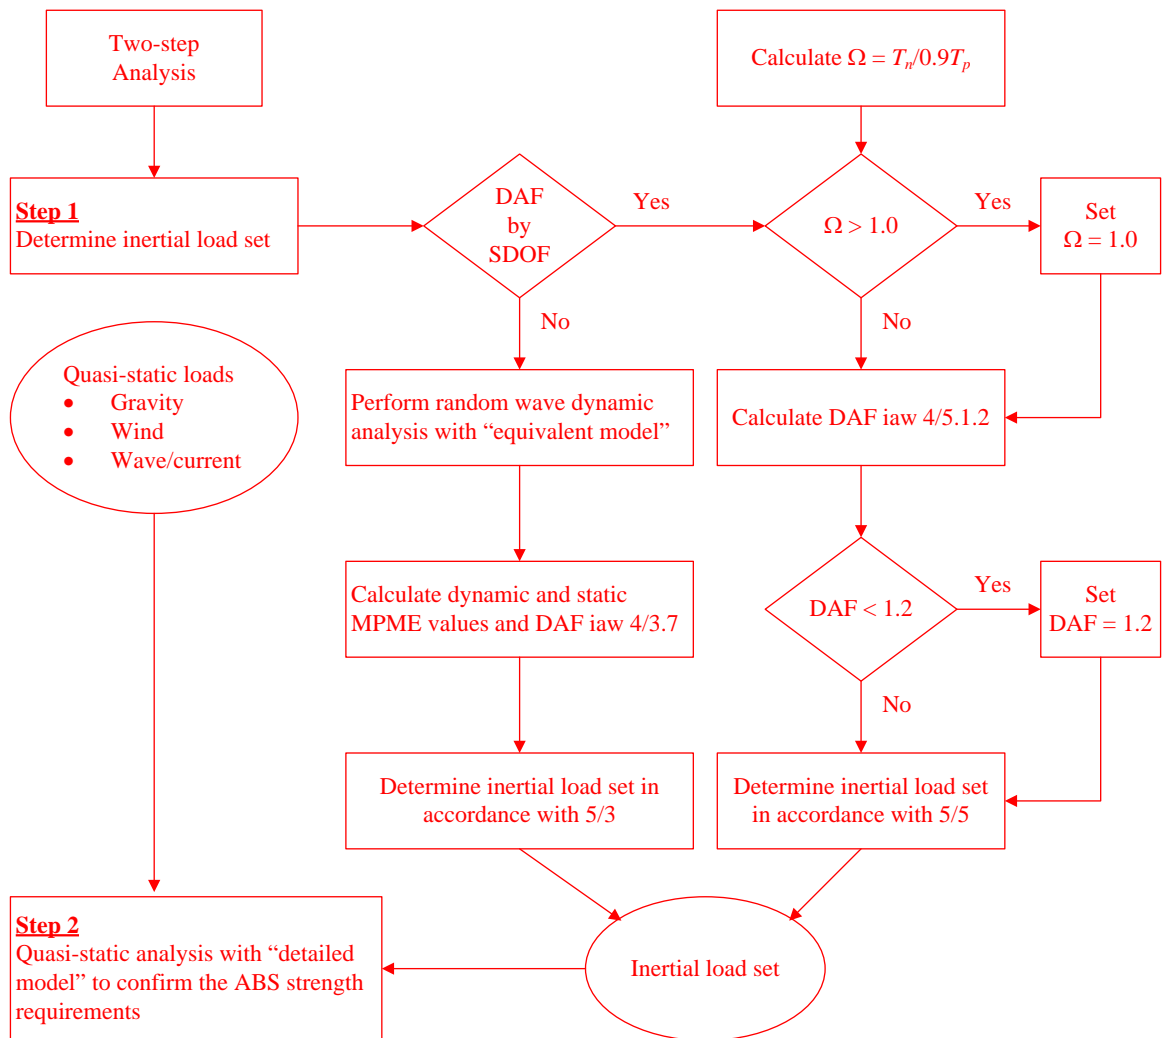 Two-step
Analysis
Calculate Ω = Tn/0.9Tp
Step 1
Determine inertial load set
DAF
by
SDOF
Yes
No
Ω > 1.0
Yes
No
Set
Ω = 1.0
Quasi-static loads
• Gravity
• Wind
• Wave/current
Perform random wave dynamic
analysis with “equivalent model”
Calculate DAF iaw 4/5.1.2
Calculate dynamic and static
MPME values and DAF iaw 4/3.7
DAF < 1.2
Yes
No
Set
DAF = 1.2
Determine inertial load set in
accordance with 5/3
Determine inertial load set
in accordance with 5/5
Step 2
Quasi-static analysis with “detailed
model” to confirm the ABS strength
requirements
Inertial load set